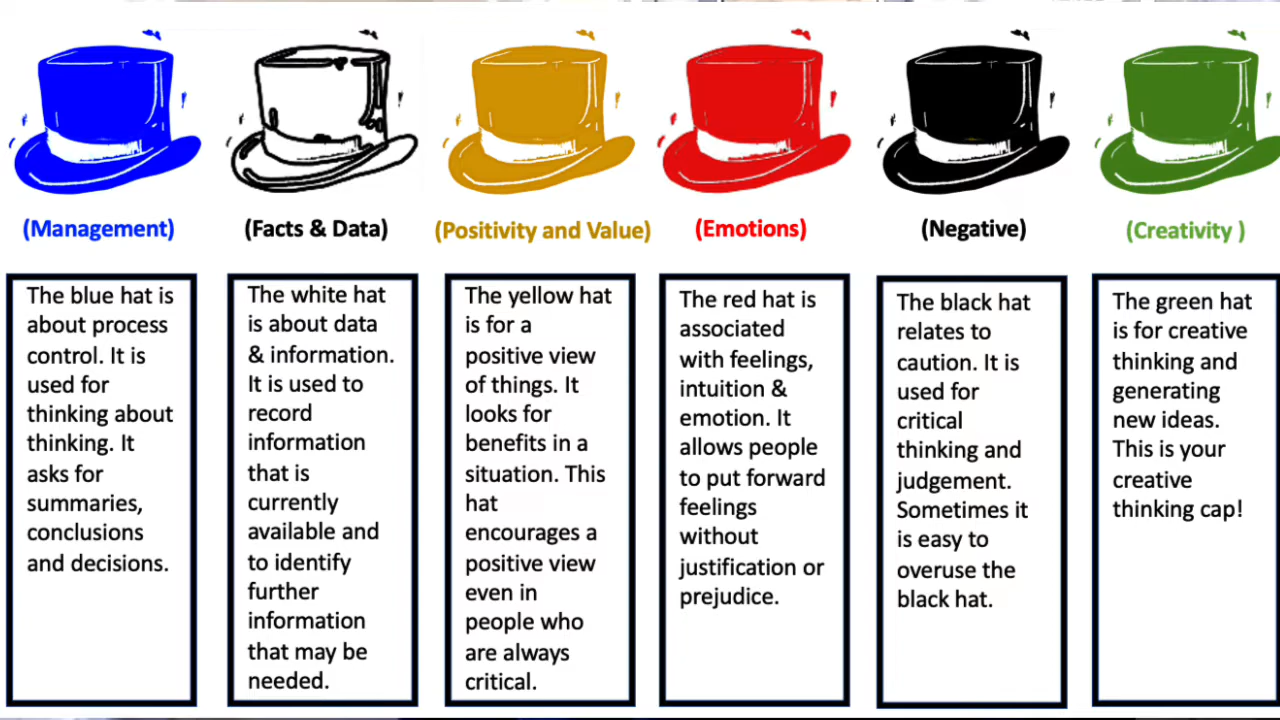 (Management)
(Facts & Data)
(Positivity and Value)
(Emotions)
(Negative)
(Creativity )
The blue hat is
about process
control. It is
used for
thinking about
thinking. It
asks for
summaries,
conclusions
and decisions.
The white hat
is about data
& information.
It is used to
record
information
that is
currently
available and
to identify
further
information
that may be
needed.
The yellow hat
is for a
positive view
of things. It
looks for
benefits in a
situation. This
hat
encourages a
positive view
even in
people who
are always
critical.
The red hat is
associated
with feelings,
intuition &
emotion. It
allows people
to put forward
feelings
without
justification or
prejudice.
The black hat
relates to
caution. It is
used for
critical
thinking and
judgement.
Sometimes it
is easy to
overuse the
black hat.
The green hat
is for creative
thinking and
generating
new ideas.
This is your
creative
thinking cap!